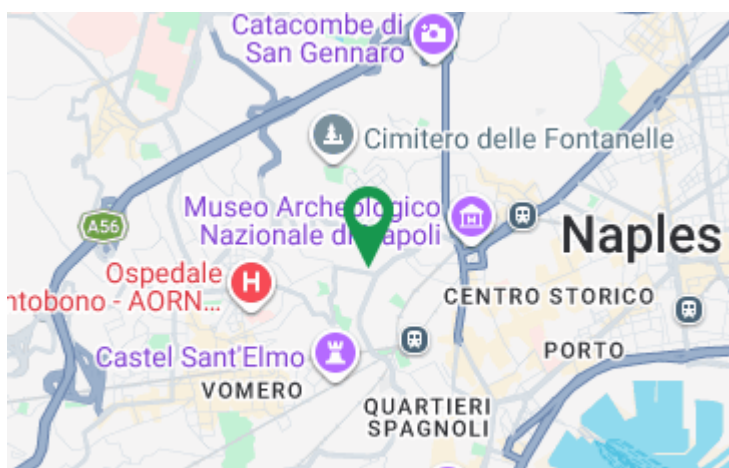 Catacombe di
San Gennaro
Cimitero delle Fontanelle
Museo Archeologico
Nazionale di Napoli
A56
Naples
Ospedale
ntobono - AORN...
H
CENTRO STORICO
Castel Sant'Elmo
PORTO
VOMERO
QUARTIERI
SPAGNOLI